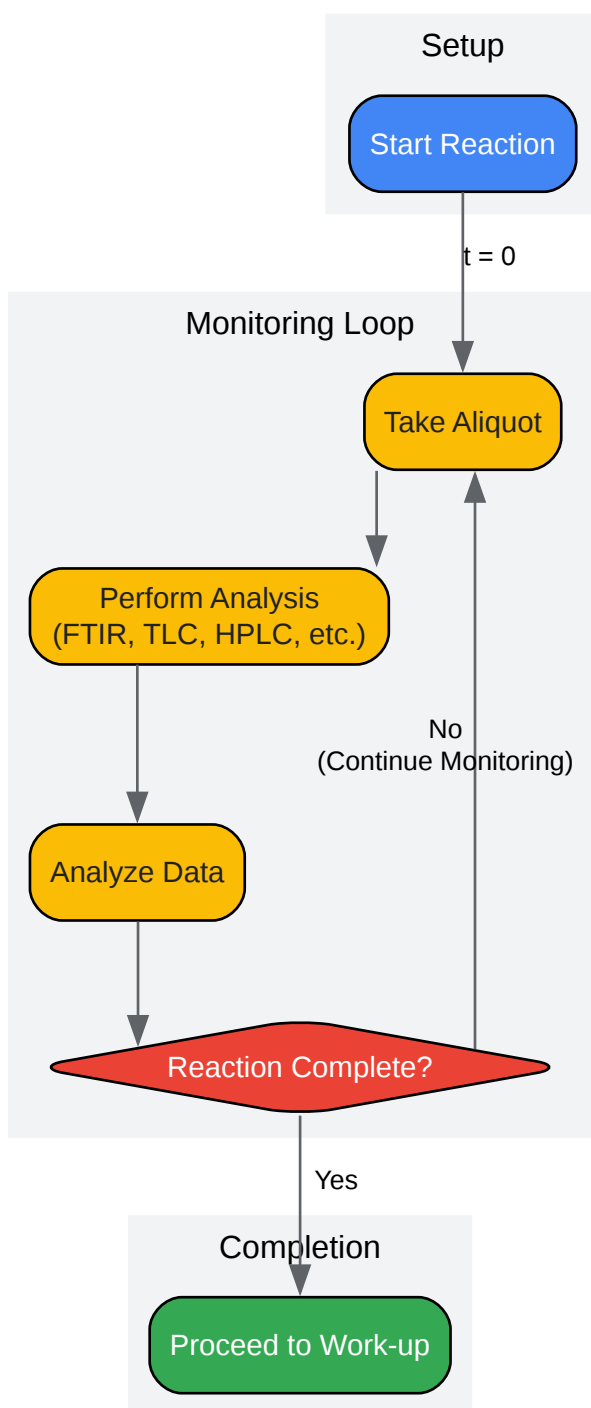 Setup
Start Reaction
t = 0
Monitoring Loop
Take Aliquot
Perform Analysis
(FTIR, TLC, HPLC, etc.)
No
(Continue Monitoring)
Analyze Data
Reaction Complete?
Yes
Completion
Proceed to Work-up